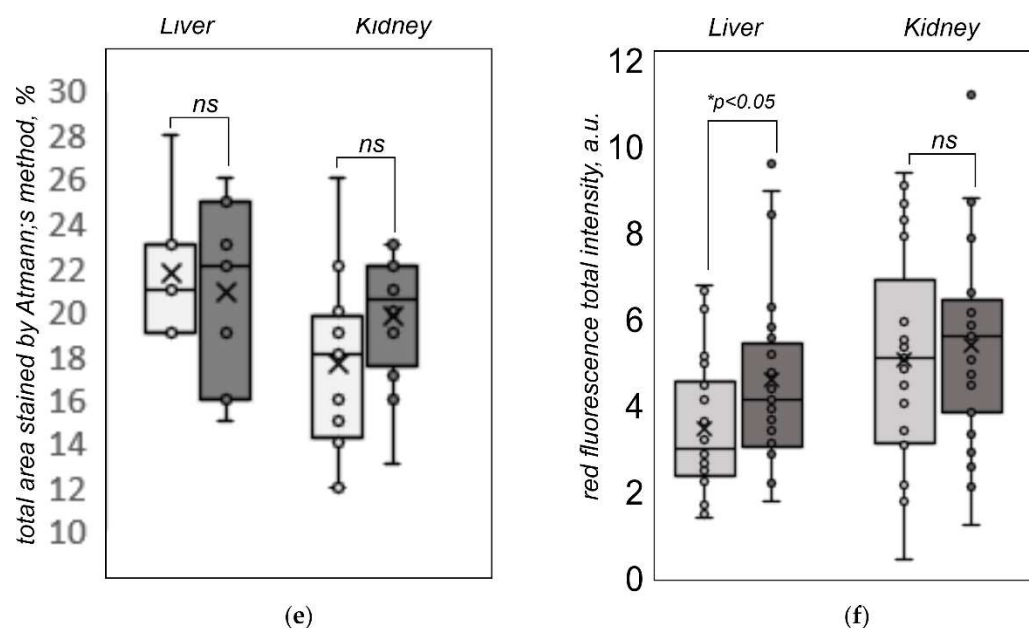 Liver Kidney
total area stained by Atmann;s method, %
30
28
26
24
22
20
18
16
14
12
10
ns
ns
(e)
Liver Kidney
red fluorescence total intensity, a.u.
12
10
8
6
4
2
0
*p<0.05
ns
(f)